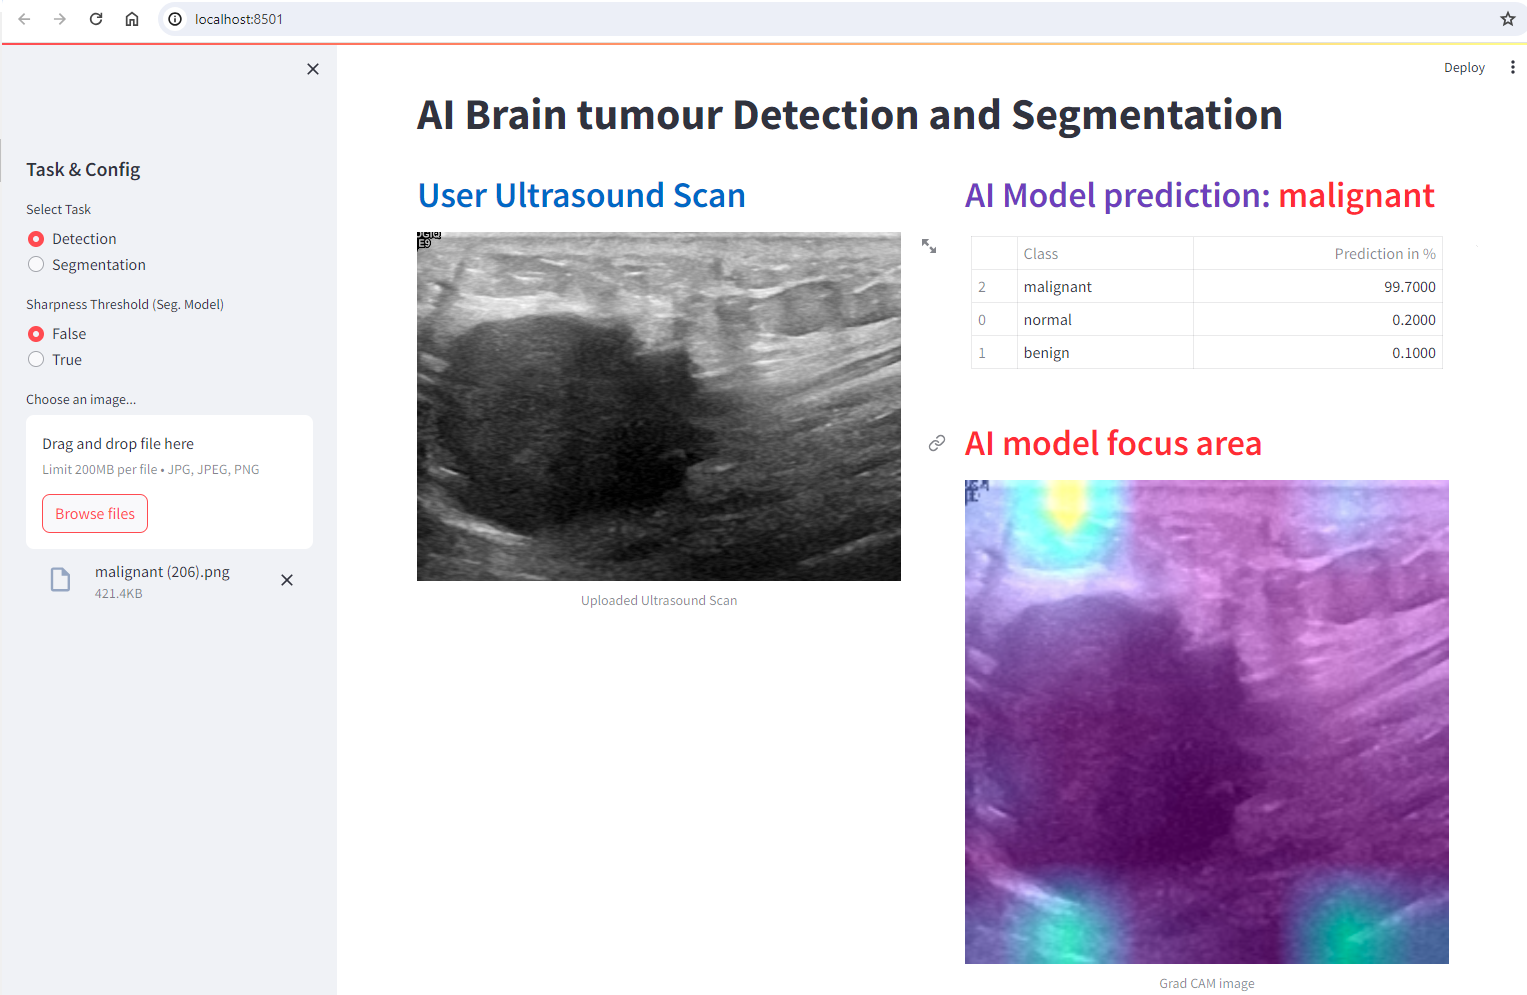 localhost:8501
Deploy
Task & Config
Select Task
Detection
Segmentation
Sharpness Threshold (Seg. Model)
False
True
Choose an image...
Drag and drop file here
Limit 200MB per file • JPG, JPEG, PNG
Browse files
malignant (206).png
421.4KB
AI Brain tumour Detection and Segmentation
User Ultrasound Scan
Uploaded Ultrasound Scan
AI Model prediction: malignant
Class Prediction in %
2 malignant 99.7000
0 normal 0.2000
1 benign 0.1000
AI model focus area
Grad CAM image